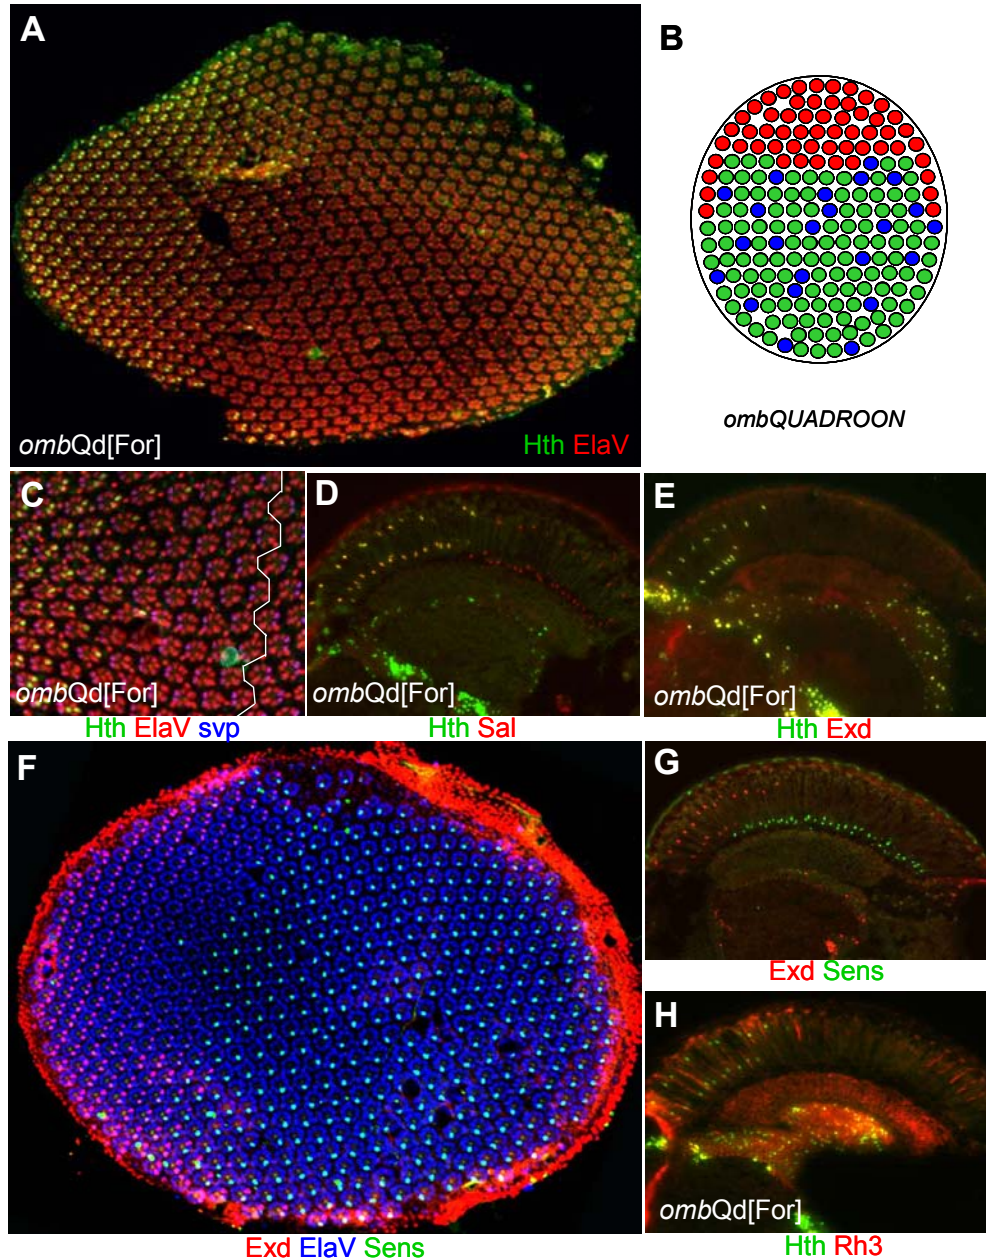 A
B
ombQd[For]
Hth ElaV
ombQUADROON
C
D
E
ombQd[For]
ombQd[For]
ombQd[For]
Hth ElaV svp
Hth Sal
Hth Exd
F
G
Exd Sens
H
ombQd[For]
Exd ElaV Sens
Hth Rh3